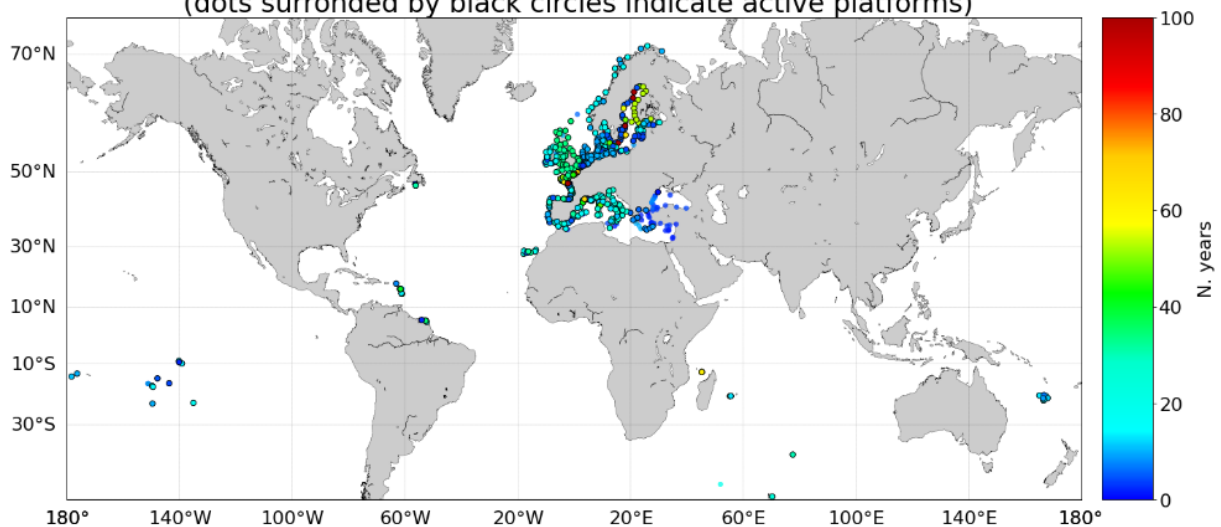 (dots surronded by black circles indicate active platforms)
70°N
50°N
30°N
10°N
10°S
30°S
180°
140°W
100°W
60°W
20°W
20°E
60°E
100°E
140°E
180°
100
80
60
40
20
0
N. years